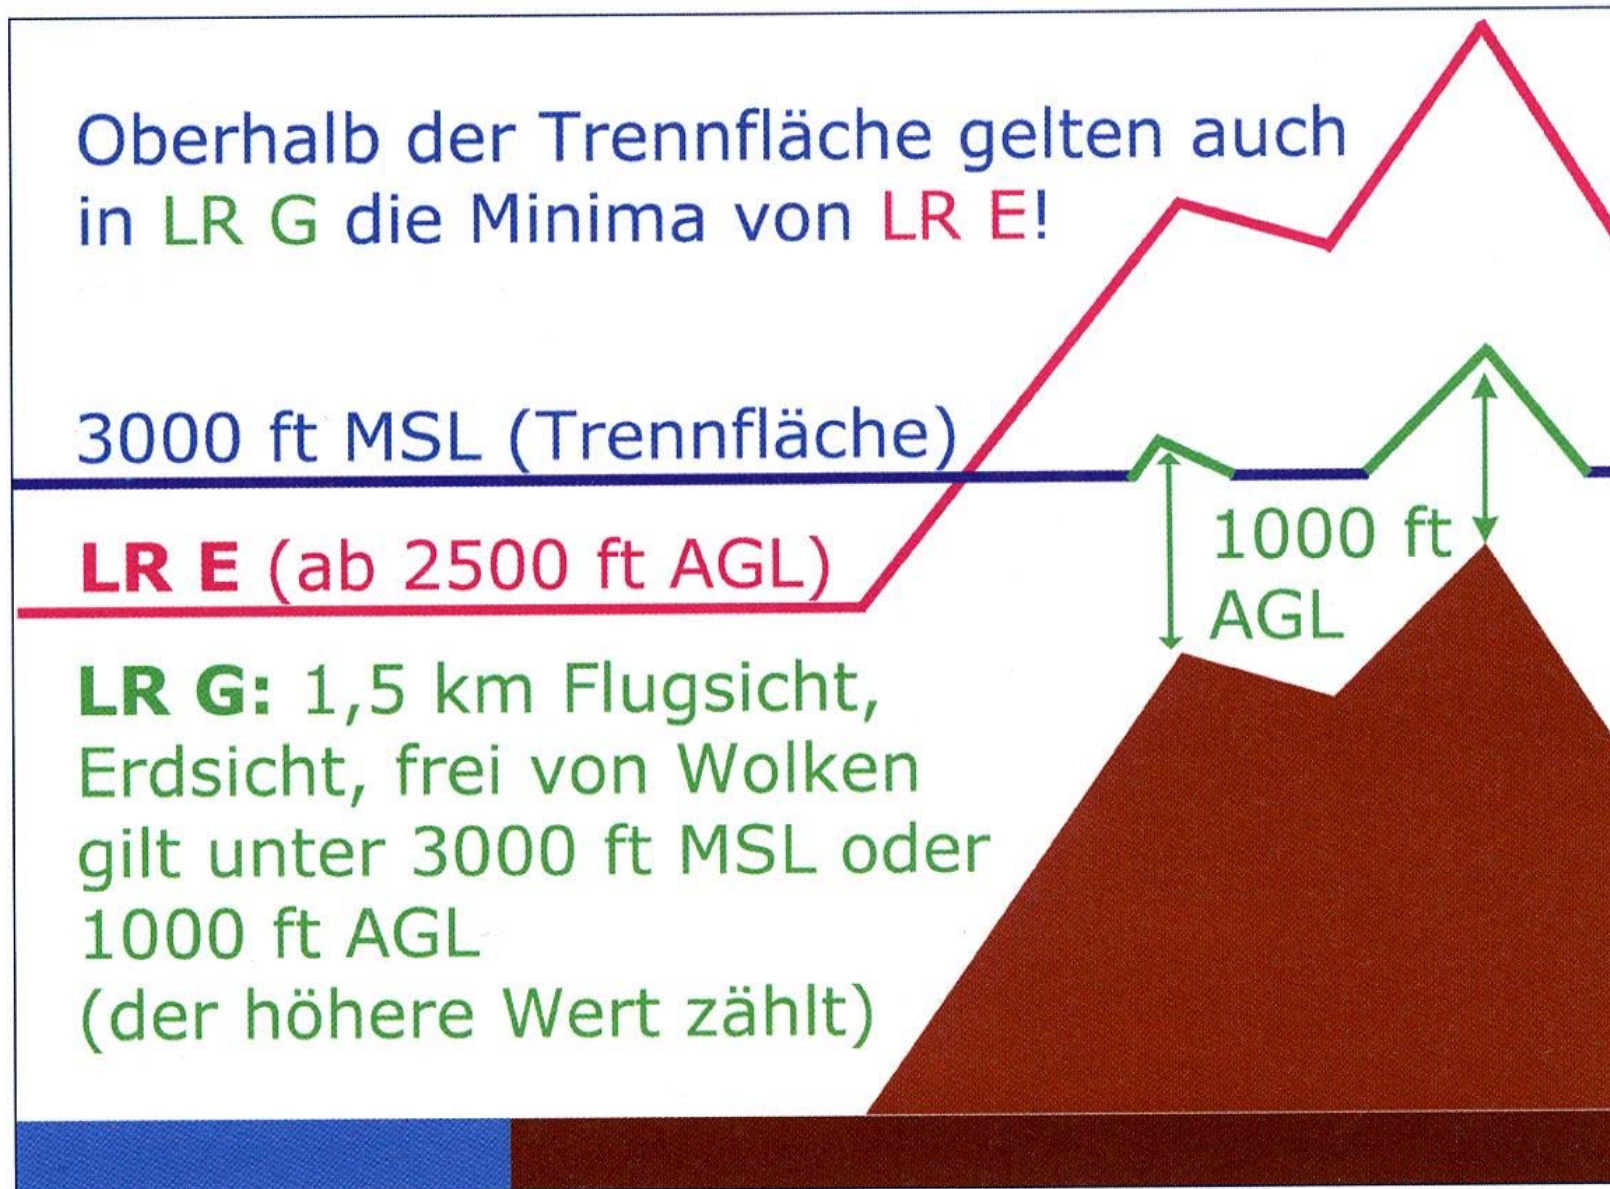 Oberhalb der Trennfläche gelten auch
in LR G die Minima von LR E!
3000 ft MSL (Trennfläche)
LR E (ab 2500 ft AGL)
1000 ft
AGL
LR G: 1,5 km Flugsicht,
Erdsicht, frei von Wolken
gilt unter 3000 ft MSL oder
1000 ft AGL
(der höhere Wert zählt)